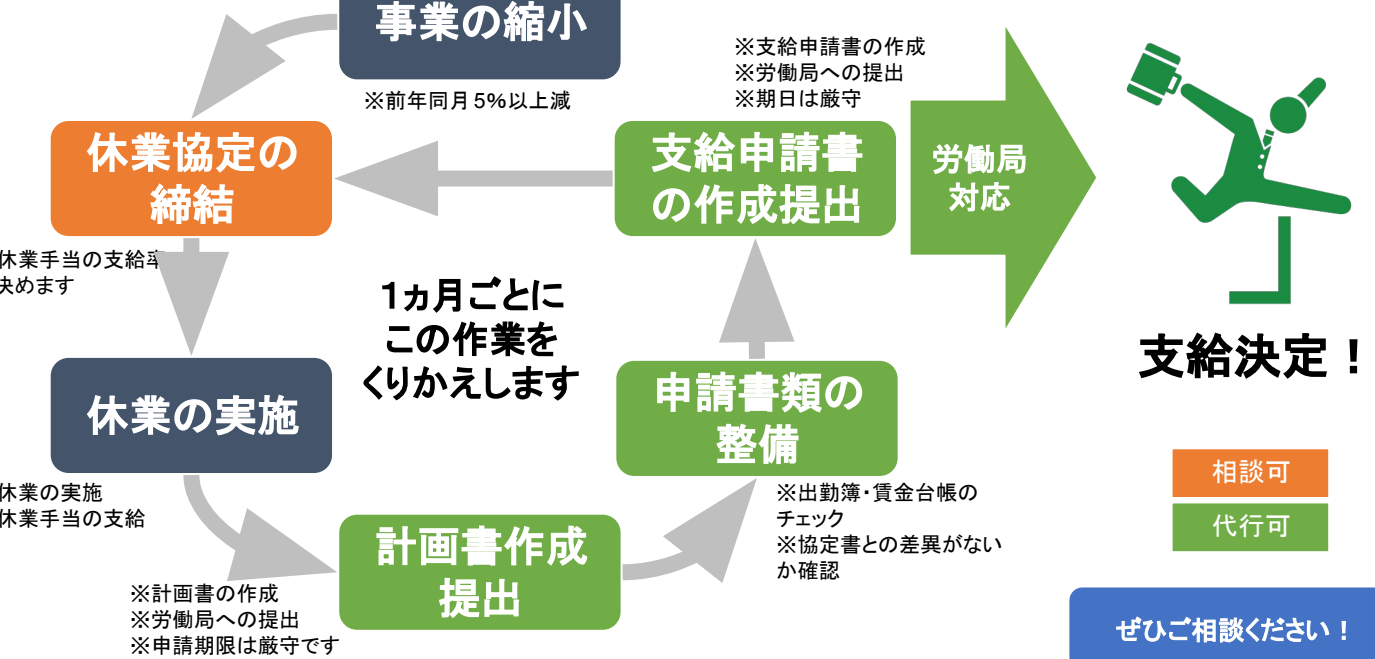 事業の縮小
※前年同月5%以上減
休業協定の
締結
休業手当の支給率
決めます
休業の実施
休業の実施
休業手当の支給
計画書作成
提出
※計画書の作成
※労働局への提出
※申請期限は厳守です
申請書類の
整備
※出勤簿・賃金台帳の
チェック
※協定書との差異がない
か確認
支給申請書
の作成提出
※支給申請書の作成
※労働局への提出
※期日は厳守
1ヵ月ごとに
この作業を
くりかえします
労働局
対応
支給決定！
相談可
代行可
ぜひご相談ください！